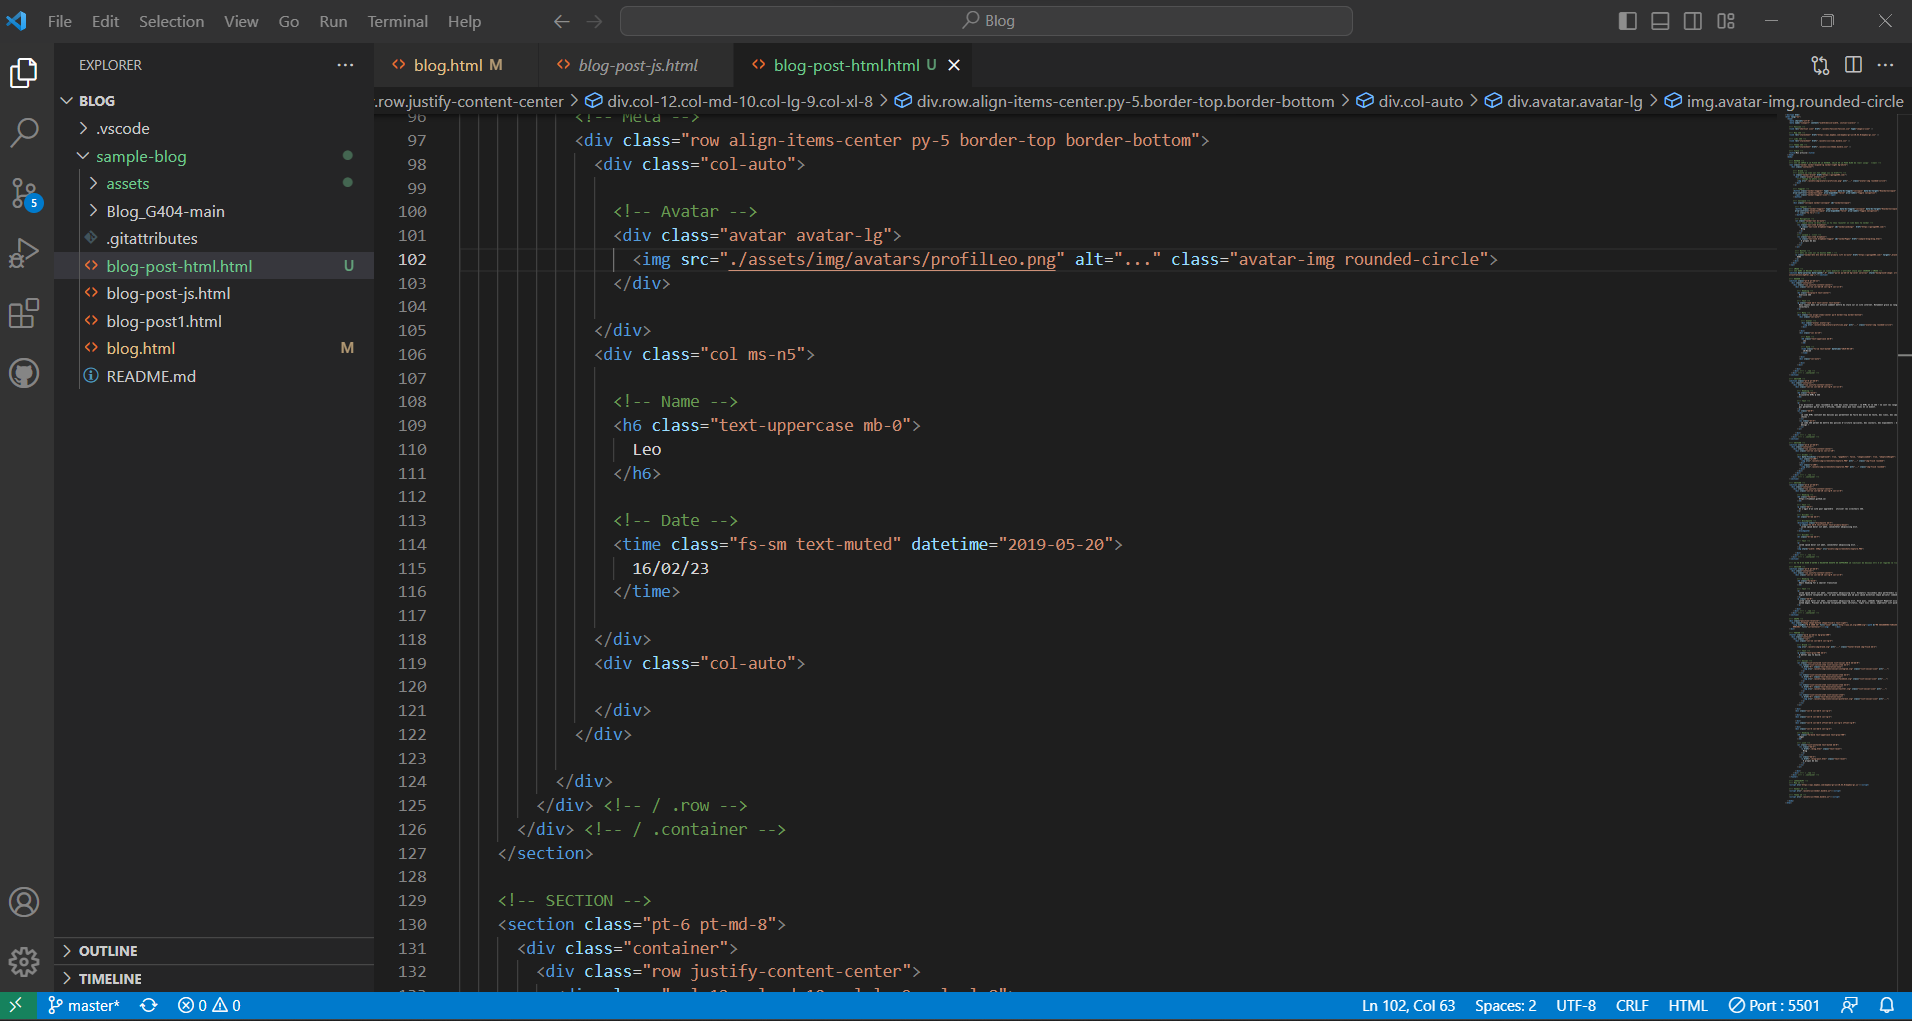 File Edit Selection View Go Run Terminal Help
Blog
EXPLORER
blog.html M
blog-post-js.html
blog-post-html.html U
.row.justify-content-center > div.col-12.col-md-10.col-lg-9.col-xl-8 > div.row.align-items-center.py-5.border-top.border-bottom > div.col-auto > div.avatar.avatar-lg > img.avatar-img.rounded-circle
BLOG
.vscode
sample-blog
assets
Blog_G404-main
.gitattributes
blog-post-html.html U
blog-post-js.html
blog-post1.html
blog.html M
README.md
5
OUTLINE
TIMELINE
96 <!-- Meta -->
97 <div class="row align-items-center py-5 border-top border-bottom">
98 <div class="col-auto">
99
100 <!-- Avatar -->
101 <div class="avatar avatar-lg">
102 <img src="./assets/img/avatars/profilLeo.png" alt="..." class="avatar-img rounded-circle">
103 </div>
104
105 </div>
106 <div class="col ms-n5">
107
108 <!-- Name -->
109 <h6 class="text-uppercase mb-0">
110 Leo
111 </h6>
112
113 <!-- Date -->
114 <time class="fs-sm text-muted" datetime="2019-05-20">
115 16/02/23
116 </time>
117
118 </div>
119 <div class="col-auto">
120
121 </div>
122 </div>
123
124 </div>
125 </div> <!-- / .row -->
126 </div> <!-- / .container -->
127 </section>
128
129 <!-- SECTION -->
130 <section class="pt-6 pt-md-8">
131 <div class="container">
132 <div class="row justify-content-center">
master* 0 0
Ln 102, Col 63 Spaces: 2 UTF-8 CRLF HTML Port : 5501